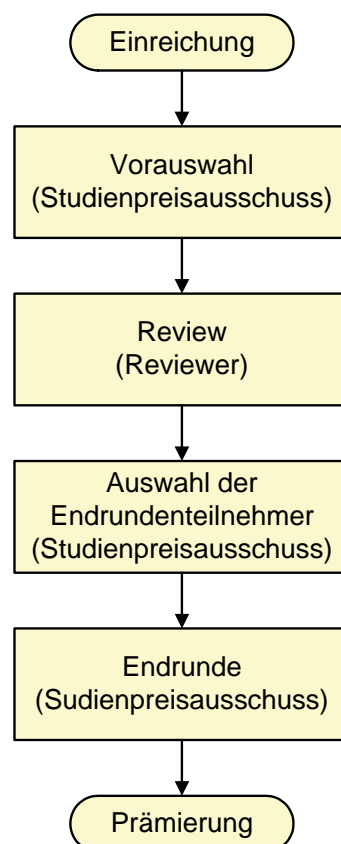 Einreichung
Vorauswahl
(Studienpreisausschuss)
Review
(Reviewer)
Auswahl der
Endrundenteilnehmer
(Studienpreisausschuss)
Endrunde
(Sudienpreisausschuss)
Prämierung